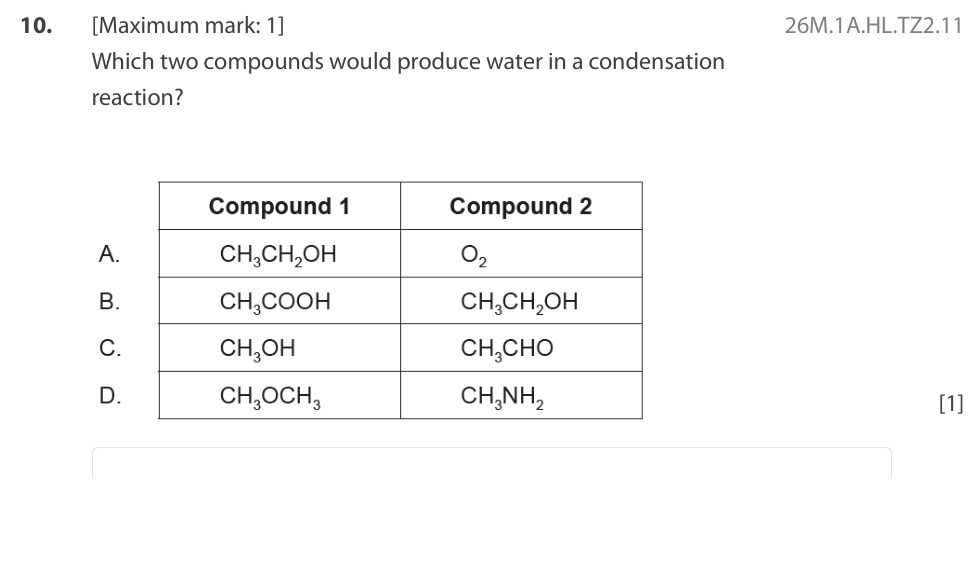 10. [Maximum mark: 1] 26M.1A.HL.TZ2.11
Which two compounds would produce water in a condensation
reaction?
Compound 1 Compound 2
A. CH₃CH₂OH O₂
B. CH₃COOH CH₃CH₂OH
C. CH₃OH CH₃CHO
D. CH₃OCH₃ CH₃NH₂
[1]